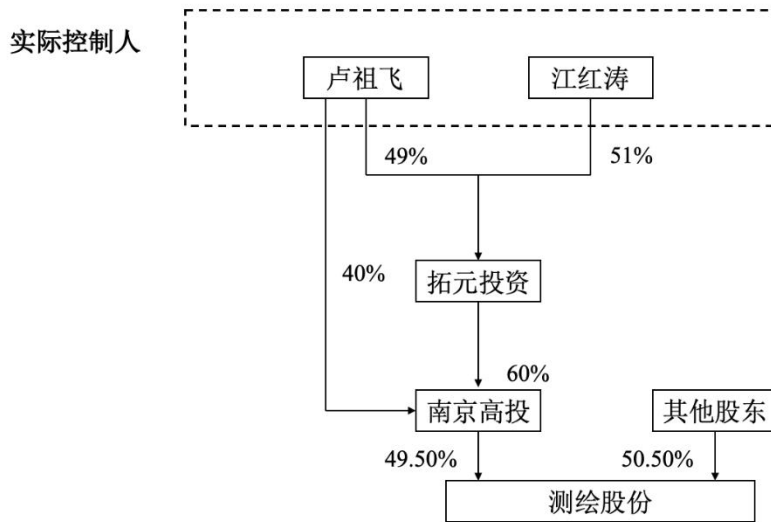 实际控制人
卢祖飞
江红涛
49%
51%
40%
拓元投资
60%
南京高投
其他股东
49.50%
50.50%
测绘股份